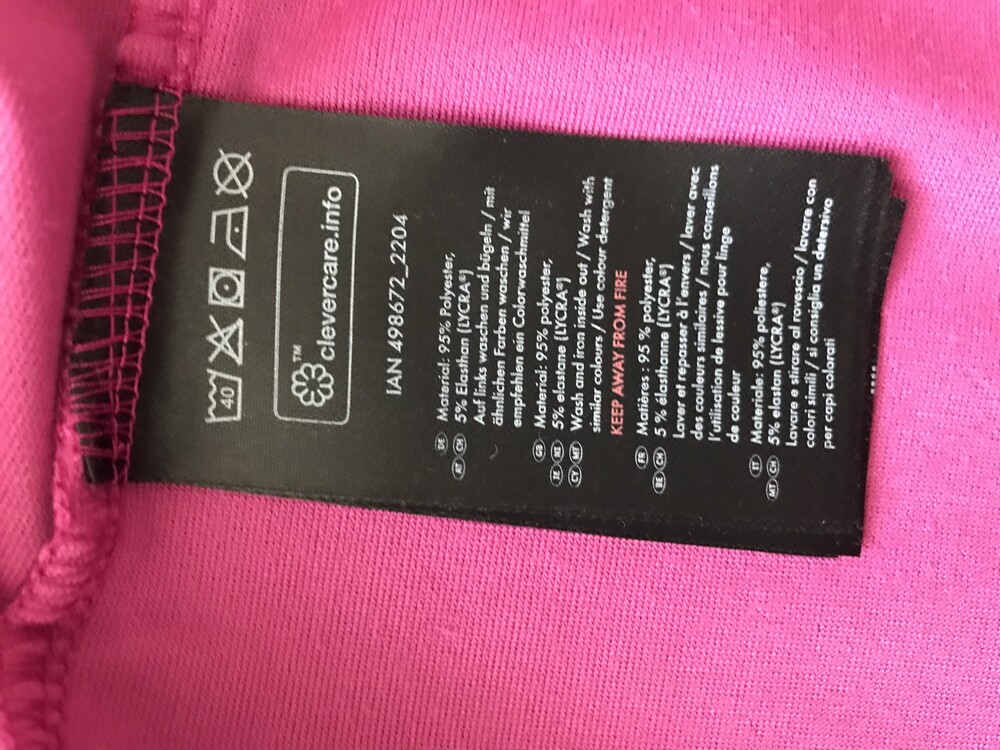 40
clevercare.info™
IAN 498672_2204
DE Material: 95% Polyester,
AT CH 5% Elasthan (LYCRA®)
Auf links waschen und bügeln / mit
ähnlichen Farben waschen / wir
empfehlen ein Colorwaschmittel
GB Material: 95% polyester,
IE NI 5% elastane (LYCRA®)
CY MT Wash and iron inside out / Wash with
similar colours / Use colour detergent
KEEP AWAY FROM FIRE
FR Matières : 95 % polyester,
BE CH 5 % élasthanne (LYCRA®)
Laver et repasser à l'envers / laver avec
des couleurs similaires / nous conseillons
l'utilisation de lessive pour linge
de couleur
IT Materiale: 95% poliestere,
MT CH 5% elastan (LYCRA®)
Lavare e stirare al rovescio / lavare con
colori simili / si consiglia un detersivo
per capi colorati